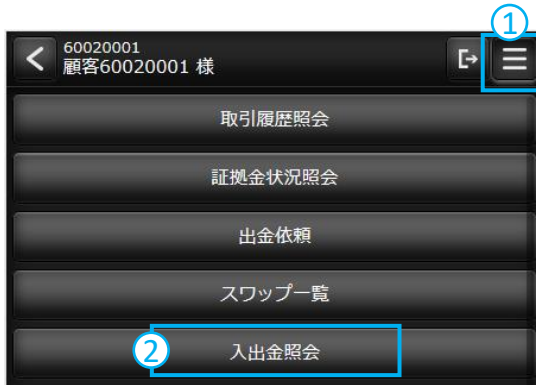 ①
60020001
顧客60020001 様
取引履歴照会
証拠金状況照会
出金依頼
スワップ一覧
② 入出金照会